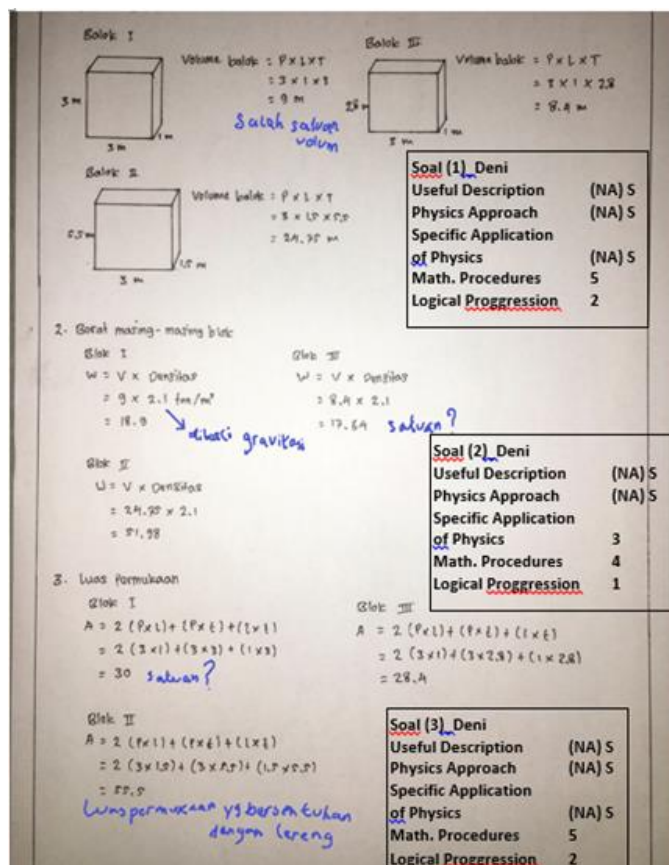 Balok I
Volume balok = P x L x T
= 3 x 1 x 3
= 9 m
3 m
3 m
1 m
Salah satuan
volum
Balok III
Volume balok = P x L x T
= 3 x 1 x 2.8
= 8.4 m
2.8 m
3 m
1 m
Balok II
Volume balok = P x L x T
= 3 x 1.5 x 5.5
= 24.75 m
5.5 m
1.5 m
3 m
Soal (1)_Deni
Useful Description (NA) S
Physics Approach (NA) S
Specific Application
of Physics (NA) S
Math. Procedures 5
Logical Proggression 2
2. Berat masing-masing blok
Blok I
W = V x Densitas
= 9 x 2.1 ton/m³
= 18.9
dikali gravitasi
Blok III
W = V x Densitas
= 8.4 x 2.1
= 17.64 satuan?
Blok II
W = V x Densitas
= 24.75 x 2.1
= 51.98
Soal (2)_Deni
Useful Description (NA) S
Physics Approach (NA) S
Specific Application
of Physics 3
Math. Procedures 4
Logical Proggression 1
3. Luas permukaan
Blok I
A = 2 (P x L) + (P x t) + (l x t)
= 2 (3 x 1) + (3 x 3) + (1 x 3)
= 30 satuan?
Blok III
A = 2 (P x L) + (P x t) + (l x t)
= 2 (3 x 1) + (3 x 2.8) + (1 x 2.8)
= 28.4
Blok II
A = 2 (P x L) + (P x t) + (l x t)
= 2 (3 x 1.5) + (3 x 5.5) + (1.5 x 5.5)
= 55.5
Luas permukaan yg bersentuhan
dengan lereng
Soal (3)_Deni
Useful Description (NA) S
Physics Approach (NA) S
Specific Application
of Physics (NA) S
Math. Procedures 5
Logical Proggression 2